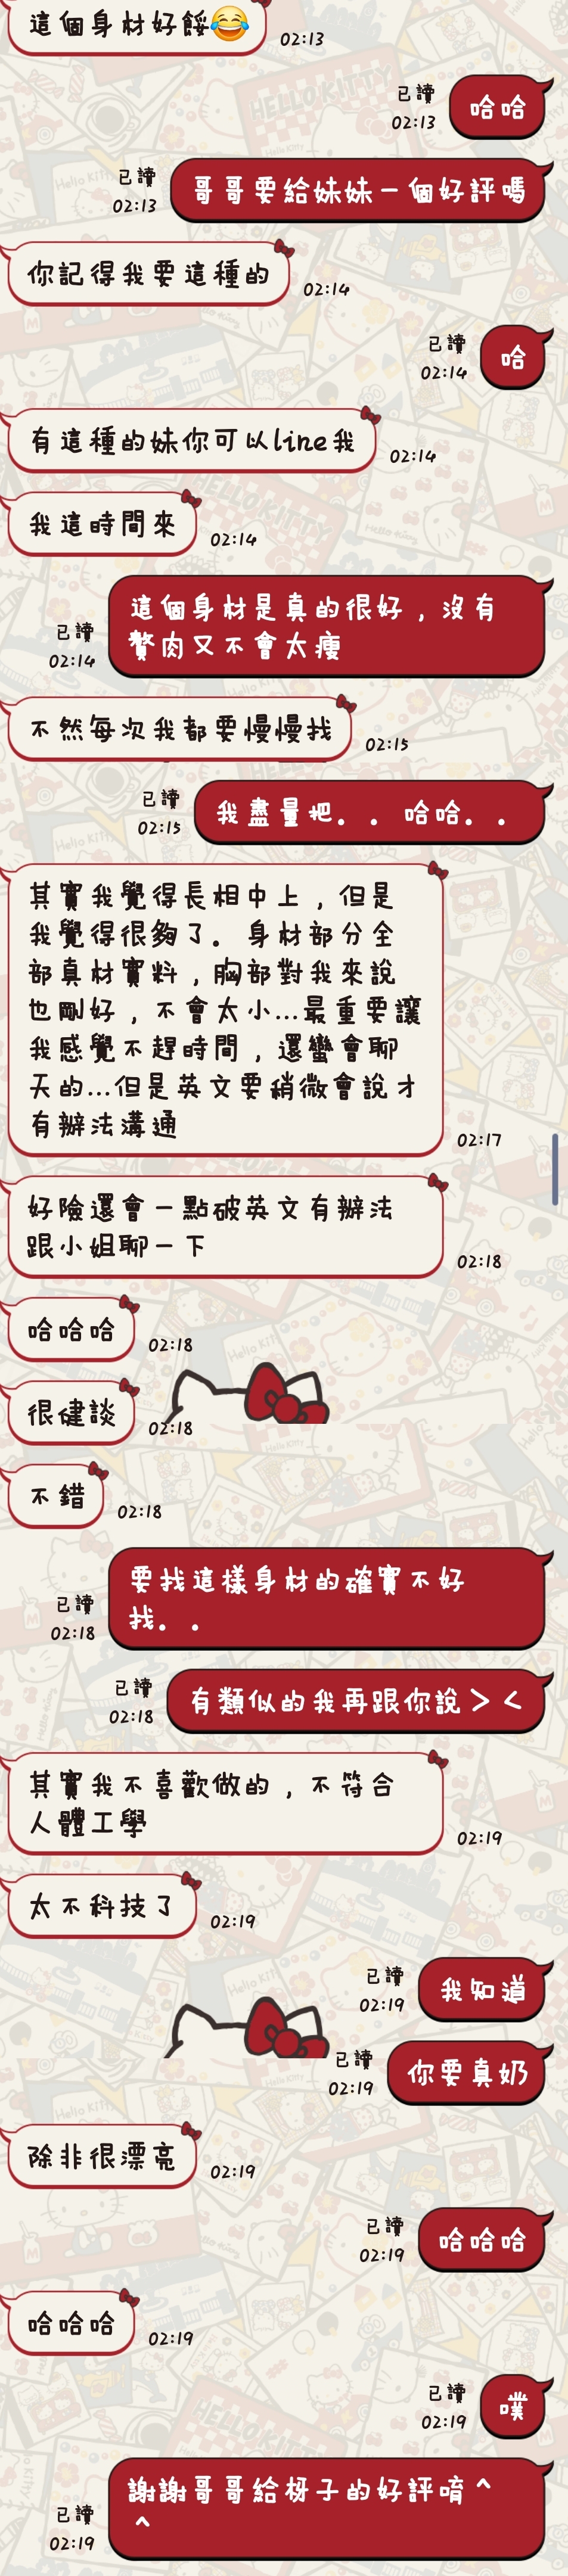 這個身材好餒😂
02:13
已讀
02:13
哈哈
已讀
02:13
哥哥要給妹妹一個好評嗎
你記得我要這種的
02:14
已讀
02:14
哈
有這種的妹你可以line我
02:14
我這時間來
02:14
已讀
02:14
這個身材是真的很好，沒有
贅肉又不會太瘦
不然每次我都要慢慢找
02:15
已讀
02:15
我盡量把．．哈哈．．
其實我覺得長相中上，但是
我覺得很夠了。身材部分全
部真材實料，胸部對我來說
也剛好，不會太小...最重要讓
我感覺不趕時間，還蠻會聊
天的...但是英文要稍微會說才
有辦法溝通
02:17
好險還會一點破英文有辦法
跟小姐聊一下
02:18
哈哈哈
02:18
很健談
02:18
不錯
02:18
已讀
02:18
要找這樣身材的確實不好
找．．
已讀
02:18
有類似的我再跟你說＞＜
其實我不喜歡做的，不符合
人體工學
02:19
太不科技了
02:19
已讀
02:19
我知道
已讀
02:19
你要真奶
除非很漂亮
02:19
已讀
02:19
哈哈哈
哈哈哈
02:19
已讀
02:19
噗
已讀
02:19
謝謝哥哥給枒子的好評唷^
^